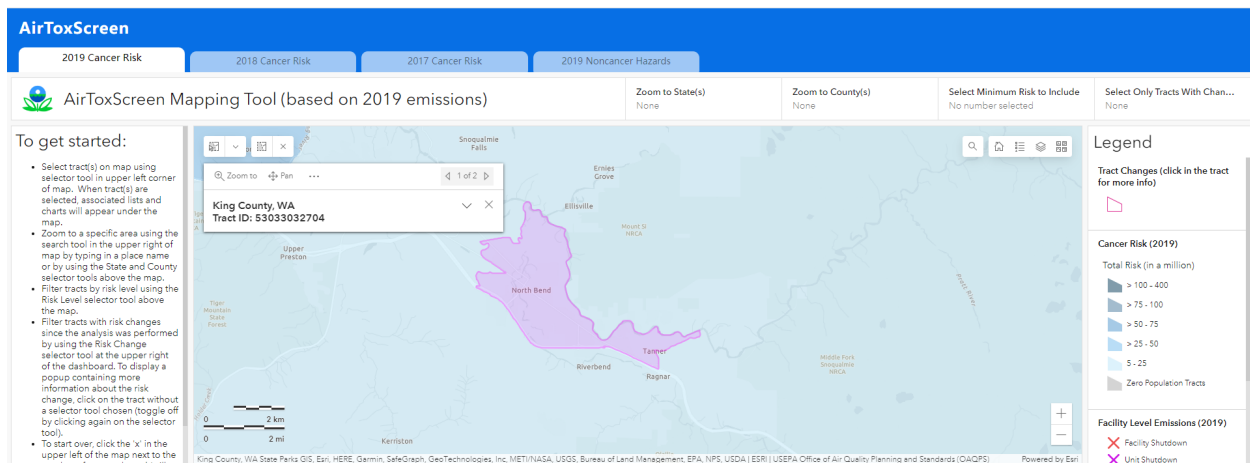 AirToxScreen
2019 Cancer Risk
2018 Cancer Risk
2017 Cancer Risk
2019 Noncancer Hazards
AirToxScreen Mapping Tool (based on 2019 emissions)
Zoom to State(s)
None
Zoom to County(s)
None
Select Minimum Risk to Include
No number selected
Select Only Tracts With Chan...
None
To get started:
• Select tract(s) on map using
selector tool in upper left corner
of map. When tract(s) are
selected, associated lists and
charts will appear under the
map.
• Zoom to a specific area using the
search tool in the upper right of
map by typing in a place name
or by using the State and County
selector tools above the map.
• Filter tracts by risk level using the
Risk Level selector tool above
the map.
• Filter tracts with risk changes
since the analysis was performed
by using the Risk Change
selector tool at the upper right
of the dashboard. To display a
popup containing more
information about the risk
change, click on the tract without
a selector tool chosen (toggle off
by clicking again on the selector
tool).
• To start over, click the 'x' in the
upper left of the map next to the
Zoom to
Pan
1 of 2
King County, WA
Tract ID: 53033032704
Snoqualmie
Falls
Ernies
Grove
Ellisville
Mount Si
NRCA
Upper
Preston
North Bend
Tiger
Mountain
State
Forest
Pratt River
Tanner
Riverbend
Ragnar
Middle Fork
Snoqualmie
NRCA
Kerriston
0 2 km
0 2 mi
King County, WA State Parks GIS, Esri, HERE, Garmin, SafeGraph, GeoTechnologies, Inc, METI/NASA, USGS, Bureau of Land Management, EPA, NPS, USDA | ESRI | USEPA Office of Air Quality Planning and Standards (OAQPS)
Powered by Esri
Legend
Tract Changes (click in the tract
for more info)
Cancer Risk (2019)
Total Risk (in a million)
> 100 - 400
> 75 - 100
> 50 - 75
> 25 - 50
5 - 25
Zero Population Tracts
Facility Level Emissions (2019)
Facility Shutdown
Unit Shutdown